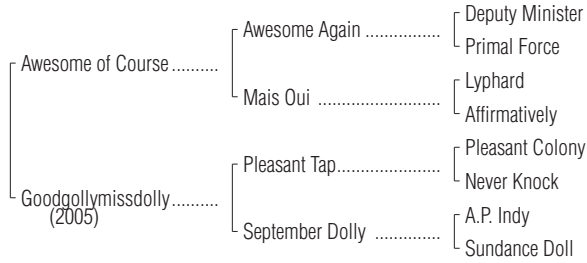 Deputy Minister
Awesome Again ..................
Primal Force
Awesome of Course ..........
Lyphard
Mais Oui .........................
Affirmatively
Pleasant Colony
Pleasant Tap.....................
Never Knock
Goodgollymissdolly ..........
(2005)
A.P. Indy
September Dolly .............
Sundance Doll